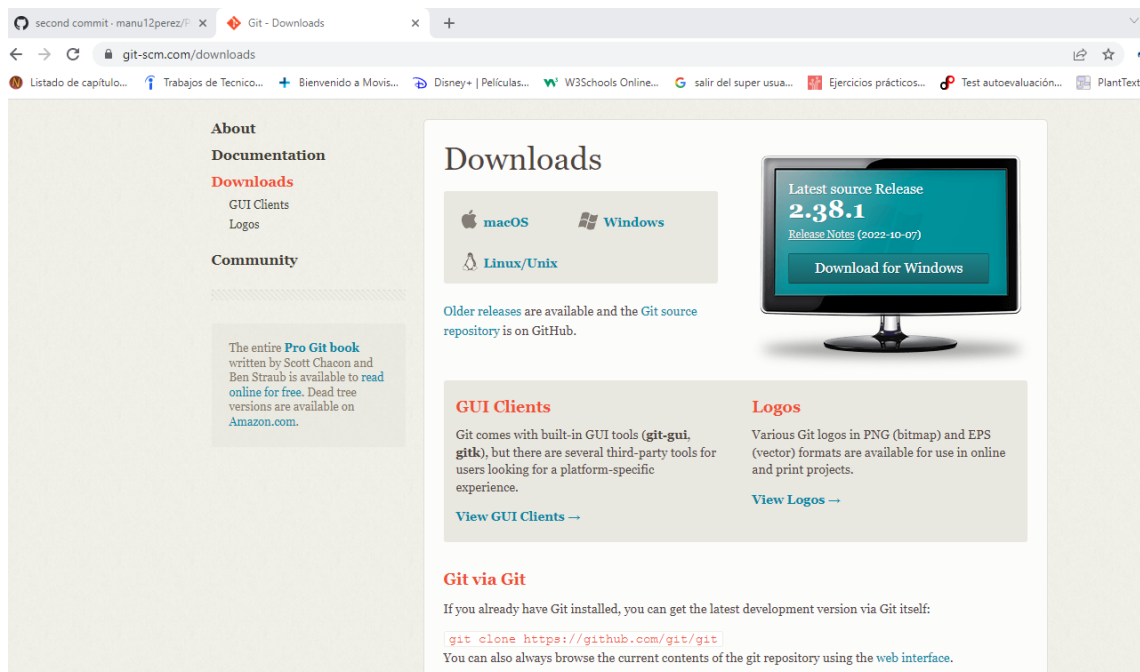 second commit · manu12perez/P
Git - Downloads
git-scm.com/downloads
Listado de capítulo... Trabajos de Tecnico... Bienvenido a Movis... Disney+ | Películas... W3Schools Online... salir del super usua... Ejercicios prácticos... Test autoevaluación... PlantText
About
Documentation
Downloads
GUI Clients
Logos
Community
The entire Pro Git book
written by Scott Chacon and
Ben Straub is available to read
online for free. Dead tree
versions are available on
Amazon.com.
Downloads
macOS Windows
Linux/Unix
Older releases are available and the Git source
repository is on GitHub.
Latest source Release
2.38.1
Release Notes (2022-10-07)
Download for Windows
GUI Clients
Git comes with built-in GUI tools (git-gui,
gitk), but there are several third-party tools for
users looking for a platform-specific
experience.
View GUI Clients →
Logos
Various Git logos in PNG (bitmap) and EPS
(vector) formats are available for use in online
and print projects.
View Logos →
Git via Git
If you already have Git installed, you can get the latest development version via Git itself:
git clone https://github.com/git/git
You can also always browse the current contents of the git repository using the web interface.